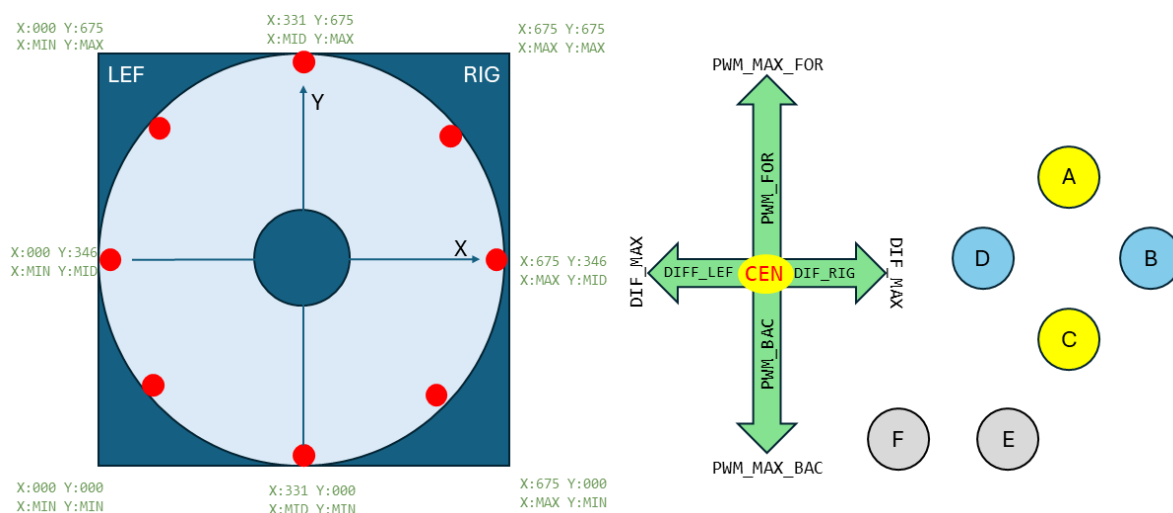 X:000 Y:675
X:MIN Y:MAX
X:331 Y:675
X:MID Y:MAX
X:675 Y:675
X:MAX Y:MAX
LEF
RIG
Y
X
X:000 Y:346
X:MIN Y:MID
X:675 Y:346
X:MAX Y:MID
X:000 Y:000
X:MIN Y:MIN
X:331 Y:000
X:MID Y:MIN
X:675 Y:000
X:MAX Y:MIN
PWM_MAX_FOR
PWM_FOR
DIF_MAX
DIFF_LEF
CEN
DIF_RIG
DIF_MAX
PWM_BAC
PWM_MAX_BAC
A
D
B
C
F
E